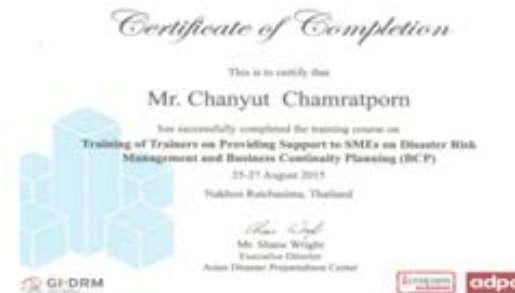 Certificate of Completion
This is to certify that
Mr. Chanyut Chamratporn
has successfully completed the training course on
Training of Trainers on Providing Support to SMEs on Disaster Risk
Management and Business Continuity Planning (BCP)
25-27 August 2015
Nakhon Ratchasima, Thailand
Mr. Shane Wright
Executive Director
Asian Disaster Preparedness Center
GI-DRM
adpc